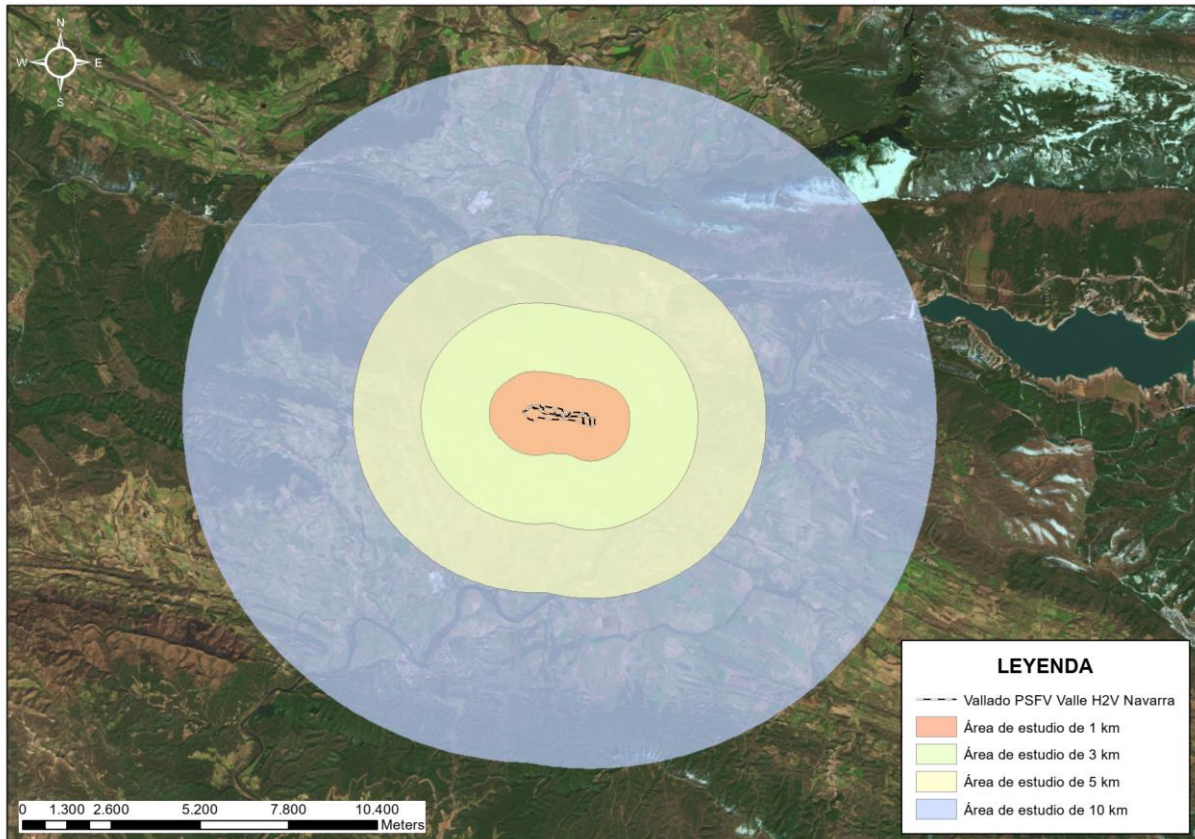 N
W E
S
LEYENDA
Vallado PSFV Valle H2V Navarra
Área de estudio de 1 km
Área de estudio de 3 km
Área de estudio de 5 km
Área de estudio de 10 km
0 1.300 2.600 5.200 7.800 10.400
Meters